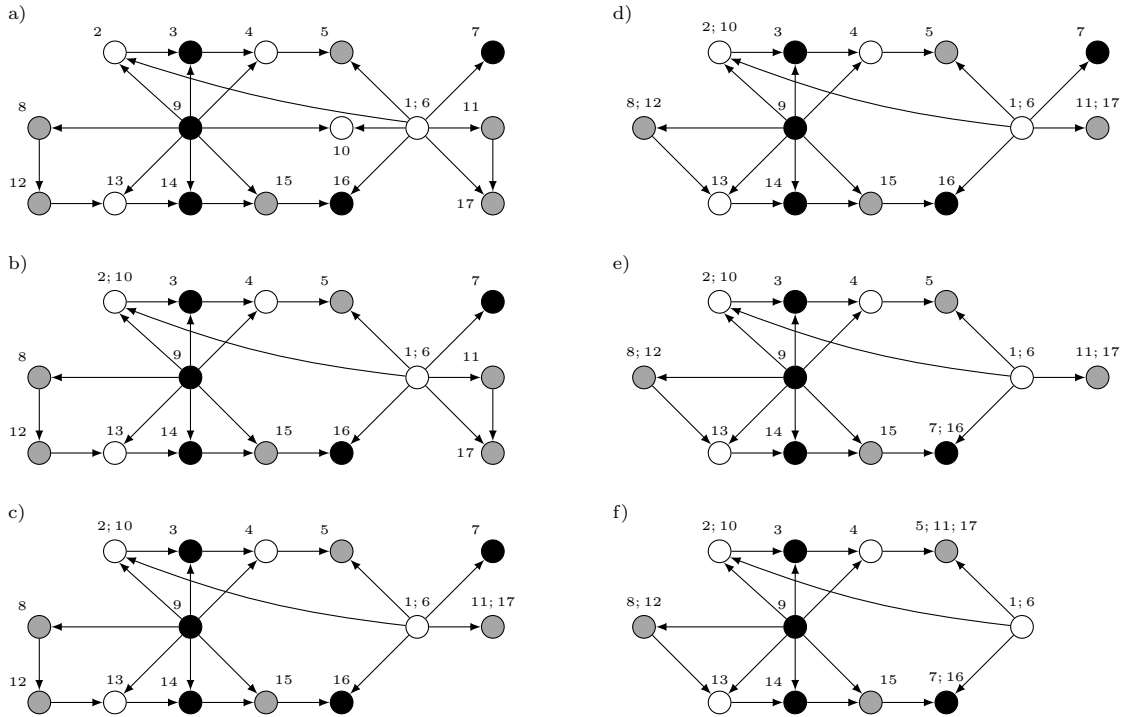 a)
2 3 4 5 7
8 9 1; 6 11
10
12 13 14 15 16 17
b)
2; 10 3 4 5 7
8 9 1; 6 11
12 13 14 15 16 17
c)
2; 10 3 4 5 7
8 9 1; 6 11; 17
12 13 14 15 16
d)
2; 10 3 4 5 7
8; 12 9 1; 6 11; 17
13 14 15 16
e)
2; 10 3 4 5
8; 12 9 1; 6 11; 17
13 14 15 7; 16
f)
2; 10 3 4 5; 11; 17
8; 12 9 1; 6
13 14 15 7; 16